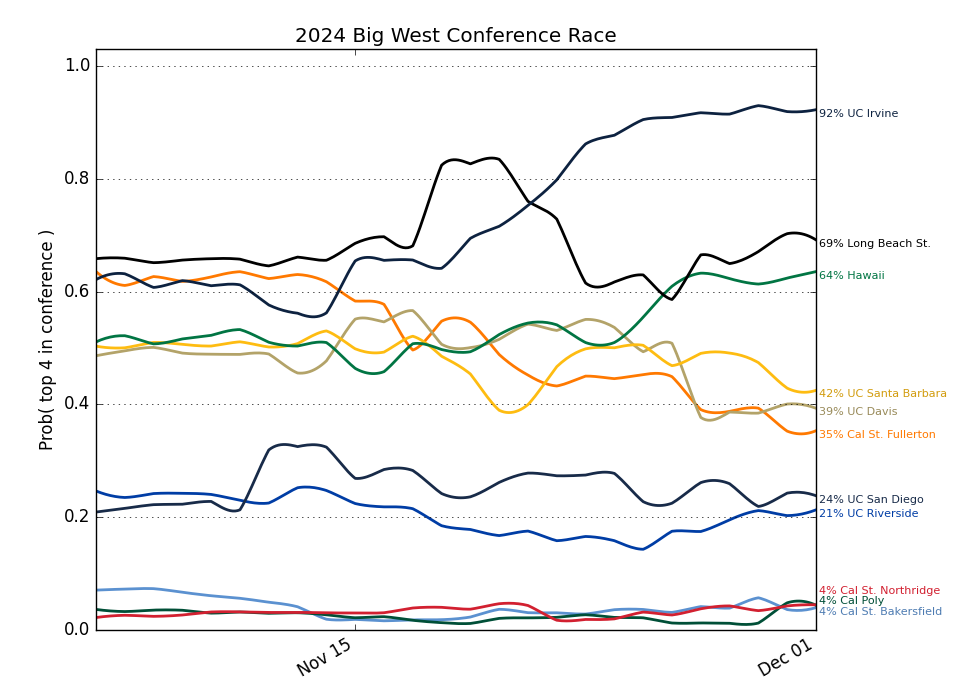 2024 Big West Conference Race
1.0
0.8
0.6
0.4
0.2
0.0
Prob( top 4 in conference )
Nov 15
Dec 01
92% UC Irvine
69% Long Beach St.
64% Hawaii
42% UC Santa Barbara
39% UC Davis
35% Cal St. Fullerton
24% UC San Diego
21% UC Riverside
4% Cal St. Northridge
4% Cal Poly
4% Cal St. Bakersfield